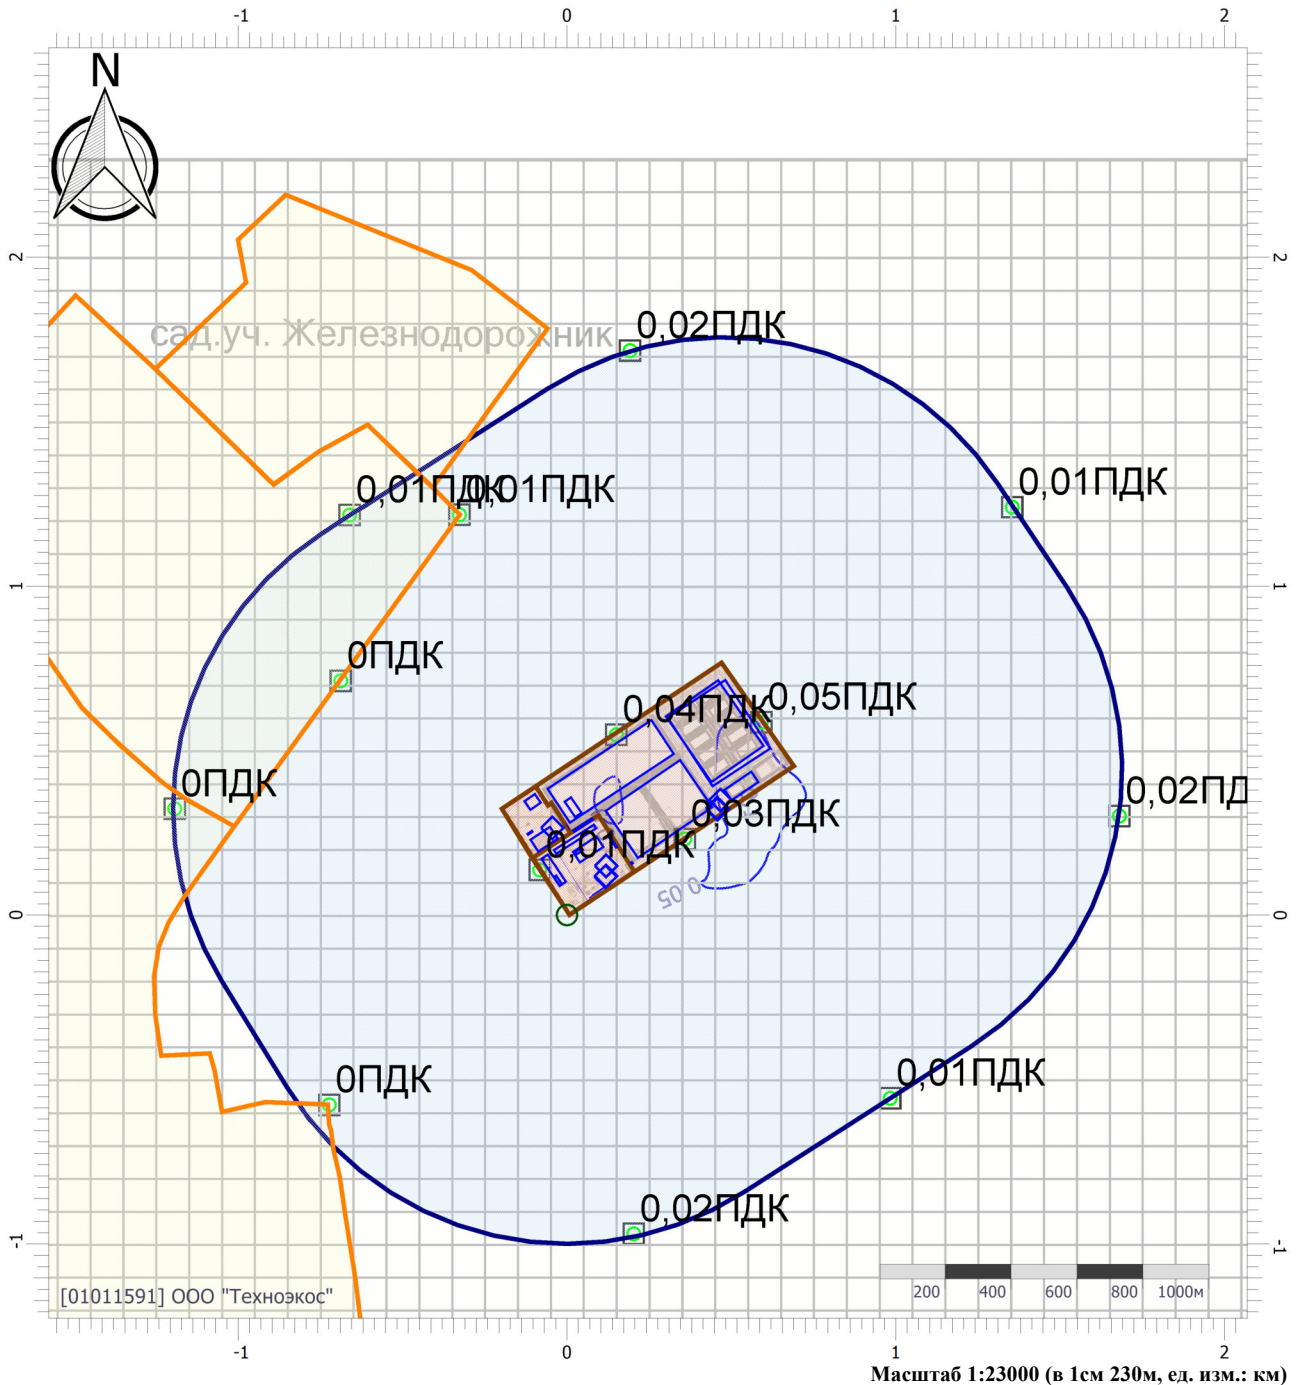 -1 0 1 2
N
2 2
сад.уч. Железнодорожник
0,02ПДК
0,01ПДК 0,01ПДК 0,01ПДК
1 1
0ПДК
0,04ПДК 0,05ПДК
0ПДК 0,03ПДК 0,02ПД
0,01ПДК
0.05
0 0
0ПДК 0,01ПДК
0,02ПДК
-1 -1
200 400 600 800 1000м
[01011591] ООО "Техноэкос"
-1 0 1 2
Масштаб 1:23000 (в 1см 230м, ед. изм.: км)